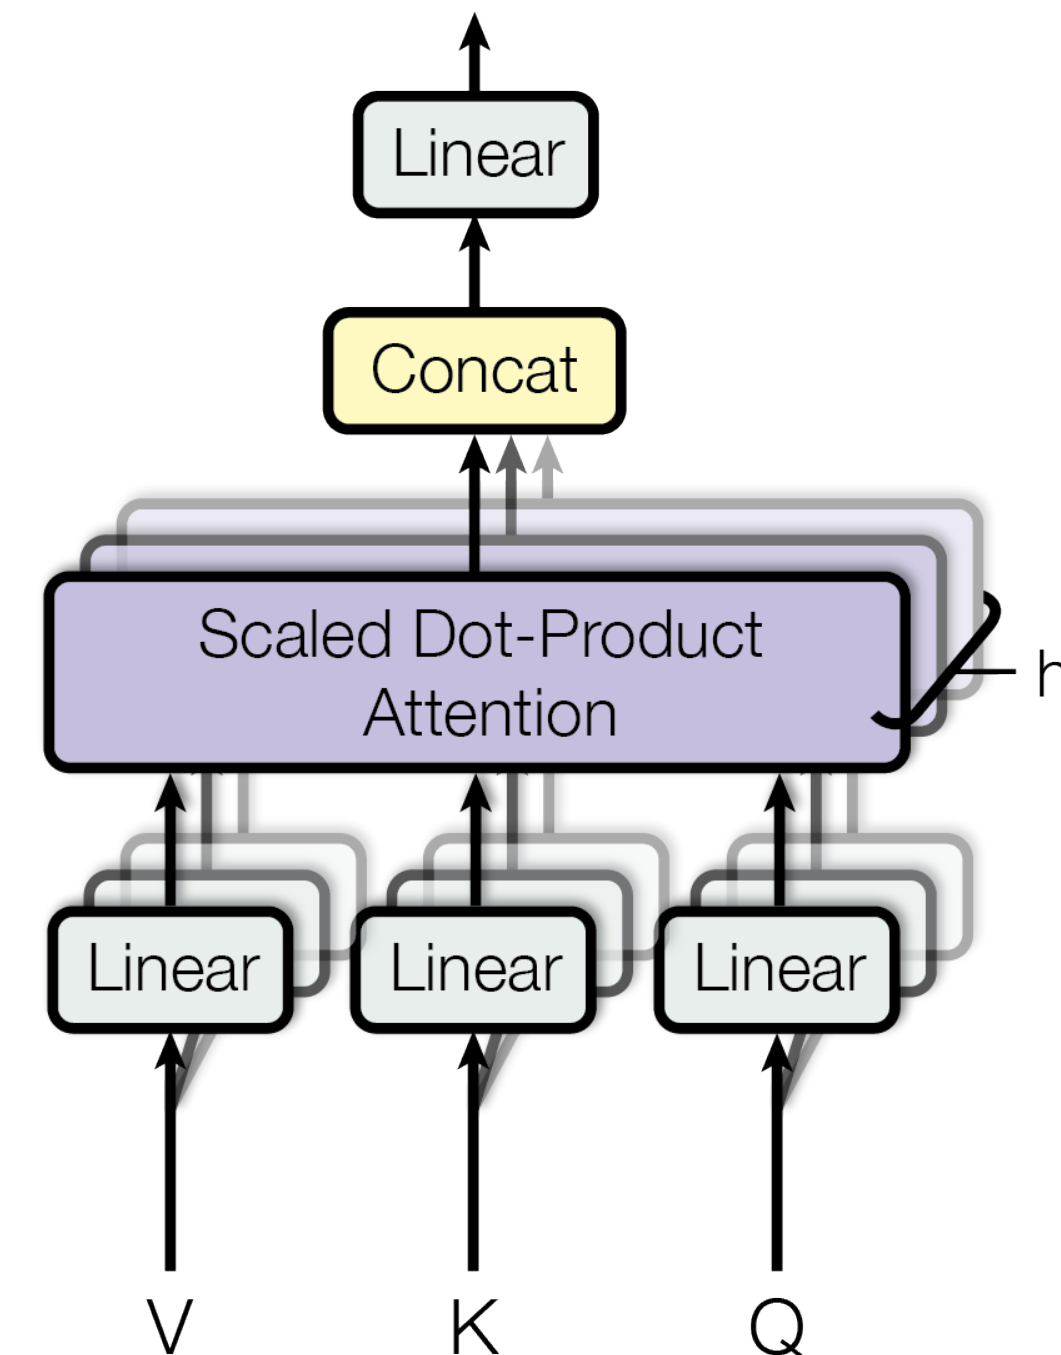 Linear
Concat
Scaled Dot-Product
Attention
h
Linear Linear Linear
V K Q